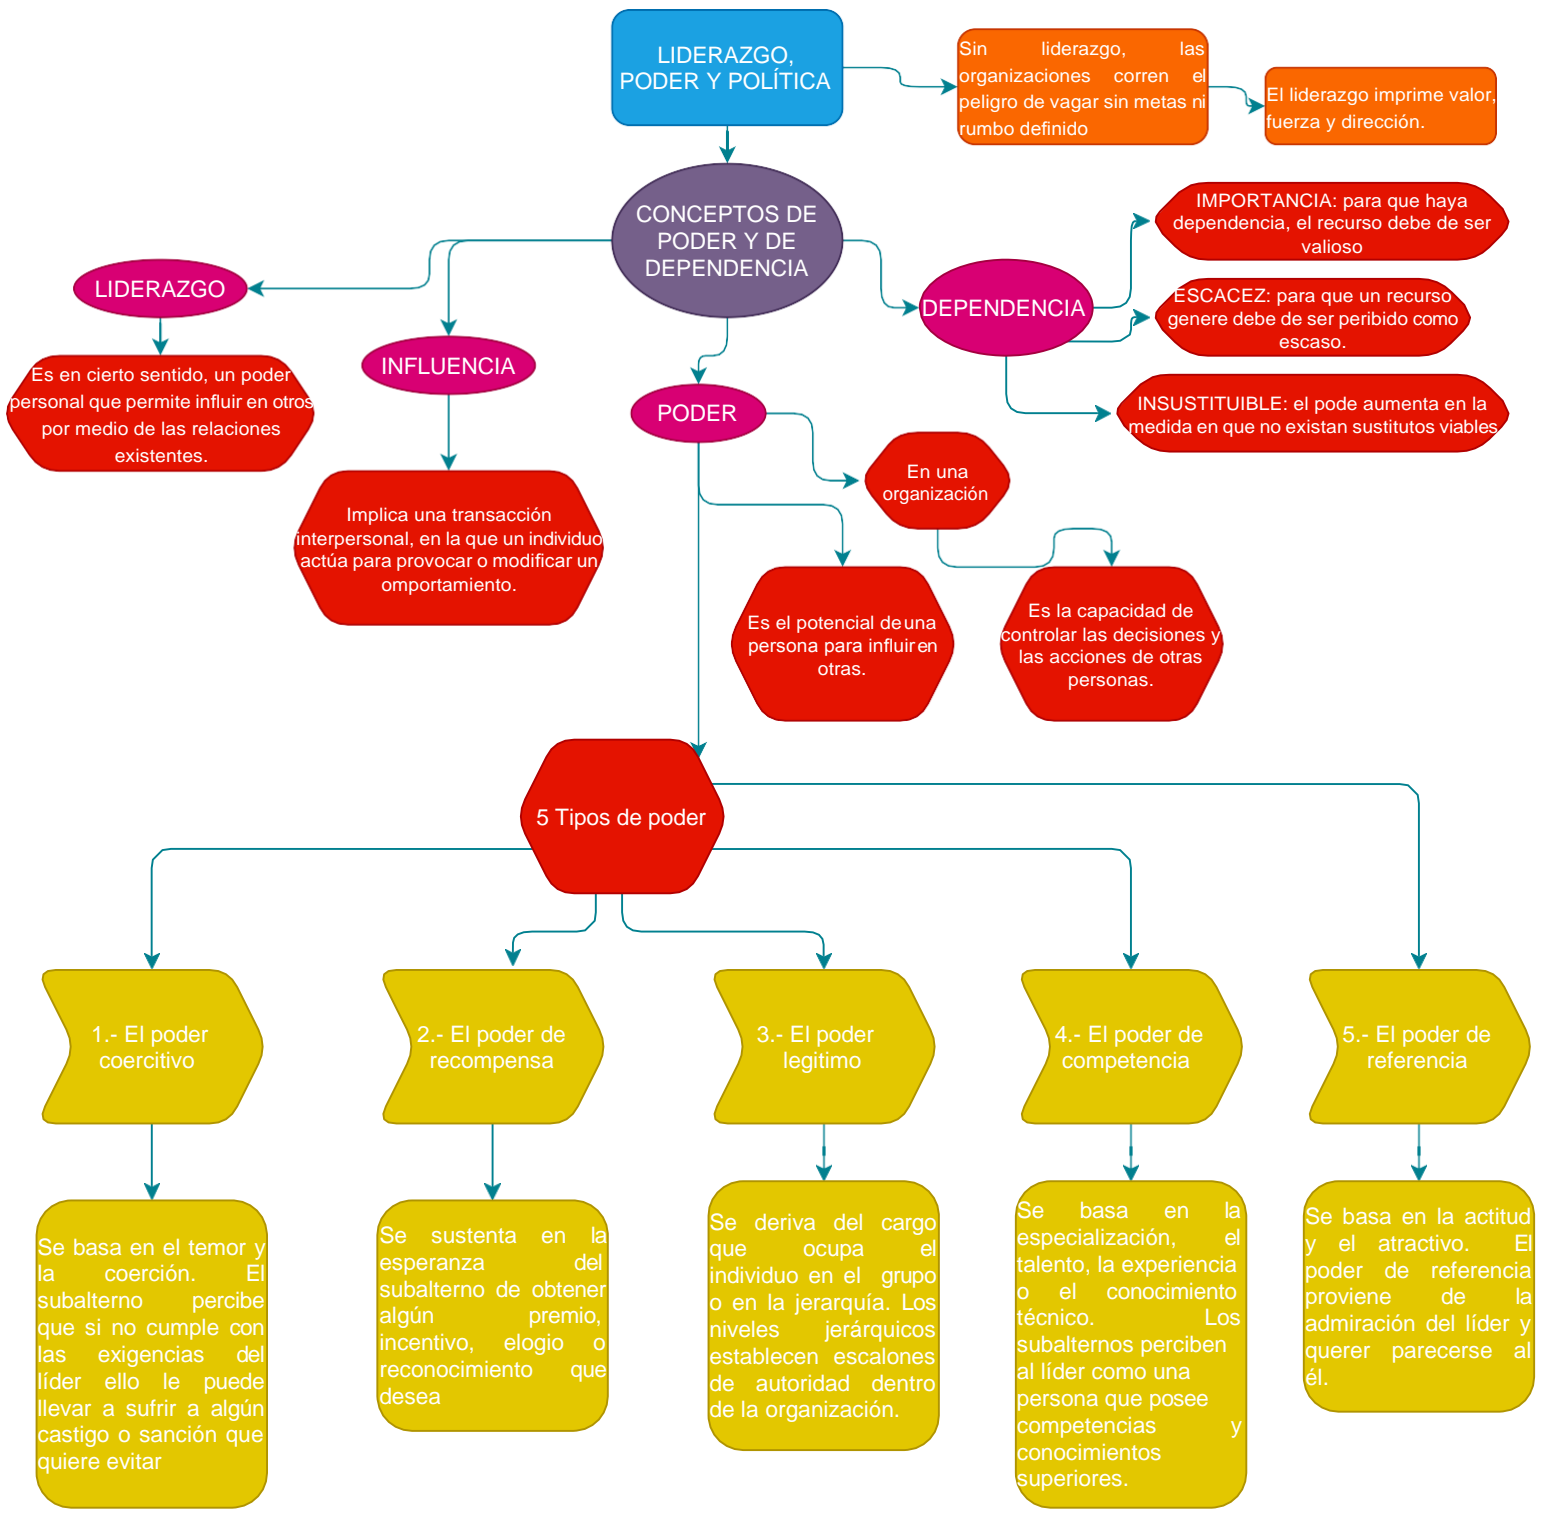 LIDERAZGO,
PODER Y POLÍTICA
Sin liderazgo, las
organizaciones corren el
peligro de vagar sin metas ni
rumbo definido
El liderazgo imprime valor,
fuerza y dirección.
CONCEPTOS DE
PODER Y DE
DEPENDENCIA
IMPORTANCIA: para que haya
dependencia, el recurso debe de ser
valioso
LIDERAZGO
DEPENDENCIA
ESCACEZ: para que un recurso
genere debe de ser peribido como
escaso.
INFLUENCIA
Es en cierto sentido, un poder
personal que permite influir en otros
por medio de las relaciones
existentes.
PODER
INSUSTITUIBLE: el pode aumenta en la
medida en que no existan sustitutos viables
En una
organización
Implica una transacción
interpersonal, en la que un individuo
actúa para provocar o modificar un
omportamiento.
Es el potencial de una
persona para influir en
otras.
Es la capacidad de
controlar las decisiones y
las acciones de otras
personas.
5 Tipos de poder
1.- El poder
coercitivo
2.- El poder de
recompensa
3.- El poder
legitimo
4.- El poder de
competencia
5.- El poder de
referencia
Se basa en el temor y
la coerción. El
subalterno percibe
que si no cumple con
las exigencias del
líder ello le puede
llevar a sufrir a algún
castigo o sanción que
quiere evitar
Se sustenta en la
esperanza del
subalterno de obtener
algún premio,
incentivo, elogio o
reconocimiento que
desea
Se deriva del cargo
que ocupa el
individuo en el grupo
o en la jerarquía. Los
niveles jerárquicos
establecen escalones
de autoridad dentro
de la organización.
Se basa en la
especialización, el
talento, la experiencia
o el conocimiento
técnico. Los
subalternos perciben
al líder como una
persona que posee
competencias y
conocimientos
superiores.
Se basa en la actitud
y el atractivo. El
poder de referencia
proviene de la
admiración del líder y
querer parecerse al
él.